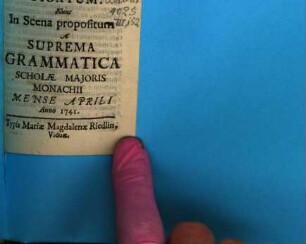 In Scena propositum
A
SUPREMA
GRAMMATICA
SCHOLÆ MAJORIS
MONACHII
MENSE APRILI
Anno 1741.
Typis Mariæ Magdalenæ Riedlin,
Viduæ.